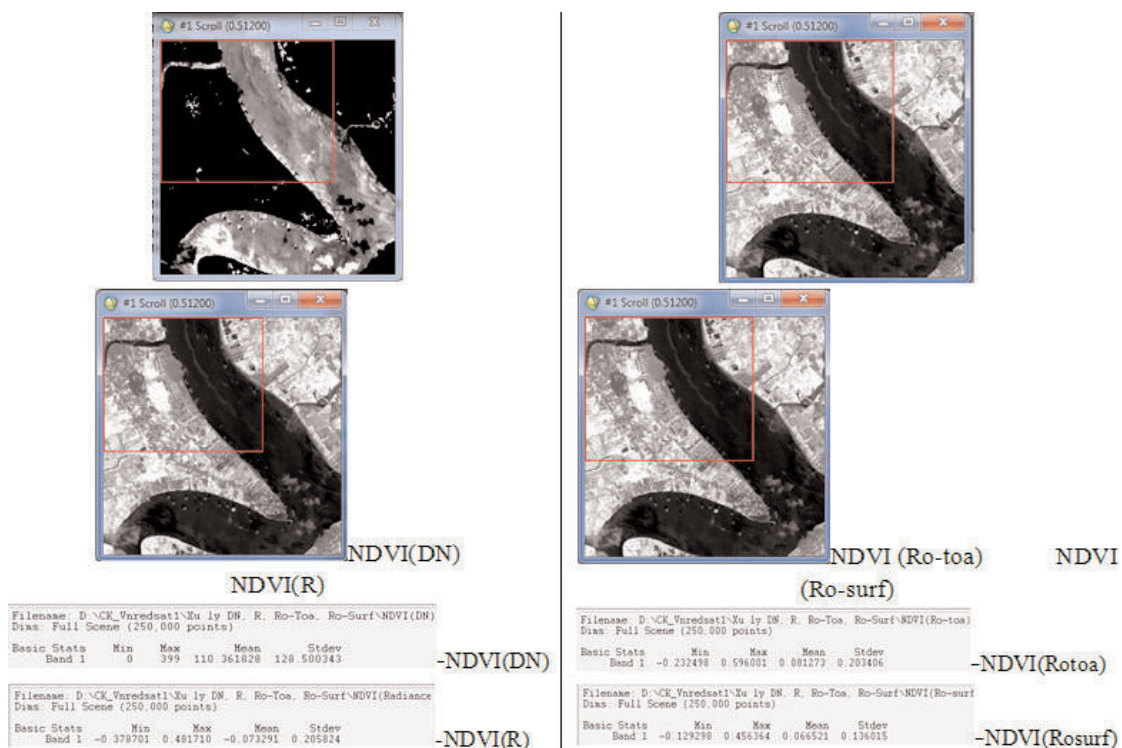 #1 Scroll (0.51200)
#1 Scroll (0.51200)
NDVI(DN)
NDVI(R)
Filename: D:\CK_Vnredsat1\Xu ly DN, R, Ro-Toa, Ro-Surf\NDVI(DN)
Dims: Full Scene (250,000 points)
Basic Stats Min Max Mean Stdev
Band 1 0 399 110.361828 128.500343
-NDVI(DN)
Filename: D:\CK_Vnredsat1\Xu ly DN, R, Ro-Toa, Ro-Surf\NDVI(Radiance
Dims: Full Scene (250,000 points)
Basic Stats Min Max Mean Stdev
Band 1 -0.378701 0.481710 -0.073291 0.205824
-NDVI(R)
#1 Scroll (0.51200)
#1 Scroll (0.51200)
NDVI (Ro-toa) NDVI
(Ro-surf)
Filename: D:\CK_Vnredsat1\Xu ly DN, R, Ro-Toa, Ro-Surf\NDVI(Ro-toa)
Dims: Full Scene (250,000 points)
Basic Stats Min Max Mean Stdev
Band 1 -0.232498 0.596001 0.081273 0.203406
-NDVI(Rotoa)
Filename: D:\CK_Vnredsat1\Xu ly DN, R, Ro-Toa, Ro-Surf\NDVI(Ro-surf
Dims: Full Scene (250,000 points)
Basic Stats Min Max Mean Stdev
Band 1 -0.129298 0.456364 0.066521 0.136015
-NDVI(Rosurf)